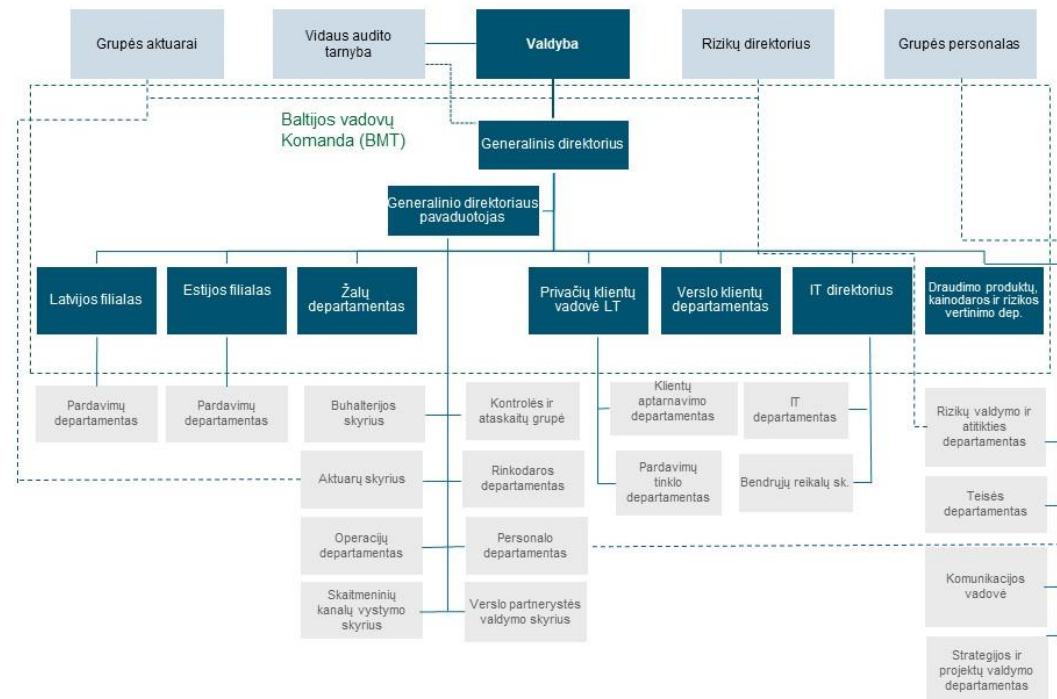 Grupės aktuarai
Vidaus audito
tarnyba
Valdyba
Rizikų direktorius
Grupės personalas
Baltijos vadovų
Komanda (BMT)
Generalinis direktorius
Generalinio direktoriaus
pavaduotojas
Latvijos filialas
Estijos filialas
Žalų
departamentas
Privačių klientų
vadovė LT
Verslo klientų
departamentas
IT direktorius
Draudimo produktų,
kainodaros ir rizikos
vertinimo dep.
Pardavimų
departamentas
Pardavimų
departamentas
Buhalterijos
skyrius
Kontrolės ir
ataskaitų grupė
Klientų
aptarnavimo
departamentas
IT
departamentas
Rizikų valdymo ir
atitikties
departamentas
Aktuarų skyrius
Rinkodaros
departamentas
Pardavimų
tinklo
departamentas
Bendrųjų reikalų sk.
Teisės
departamentas
Operacijų
departamentas
Personalo
departamentas
Komunikacijos
vadovė
Skaitmeninių
kanalų vystymo
skyrius
Verslo partnerystės
valdymo skyrius
Strategijos ir
projektų valdymo
departamentas